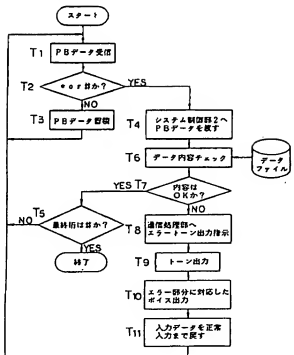 スタート
T1 PBデータ受信
T2 *or#か？
YES
NO
T3 PBデータ蓄積
T4 システム制御部2へ
PBデータを渡す
T6 データ内容チェック
データ
ファイル
YES T7 内容は
OKか？
NO
NO T5 最終桁は#か？
YES
終了
T8 通信処理部へ
エラートーン出力指示
T9 トーン出力
T10 エラー部分に対応した
ボイス出力
T11 入力データを正常
入力まで戻す